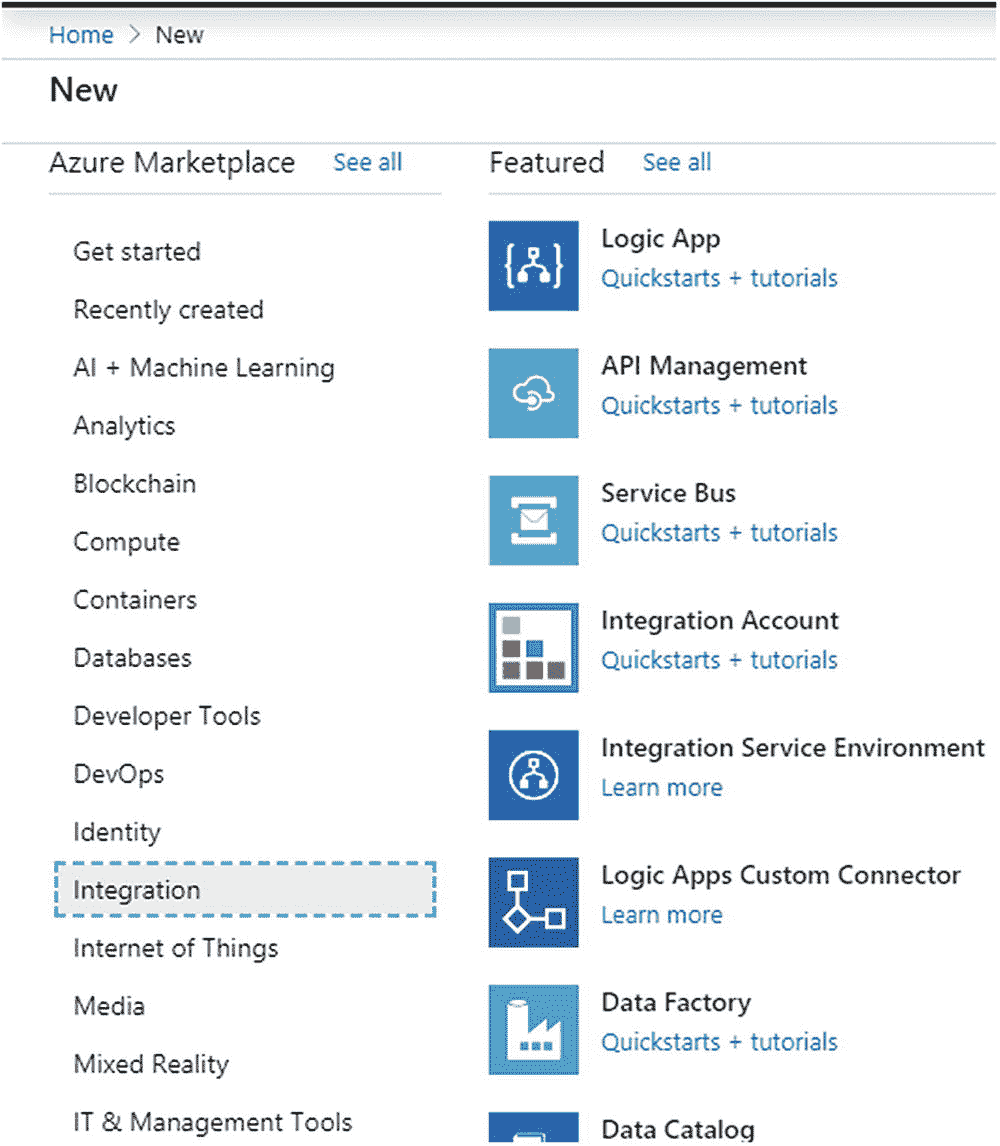 Home > New
New
Azure Marketplace See all
Get started
Recently created
AI + Machine Learning
Analytics
Blockchain
Compute
Containers
Databases
Developer Tools
DevOps
Identity
Integration
Internet of Things
Media
Mixed Reality
IT & Management Tools
Featured See all
Logic App
Quickstarts + tutorials
API Management
Quickstarts + tutorials
Service Bus
Quickstarts + tutorials
Integration Account
Quickstarts + tutorials
Integration Service Environment
Learn more
Logic Apps Custom Connector
Learn more
Data Factory
Quickstarts + tutorials
Data Catalog